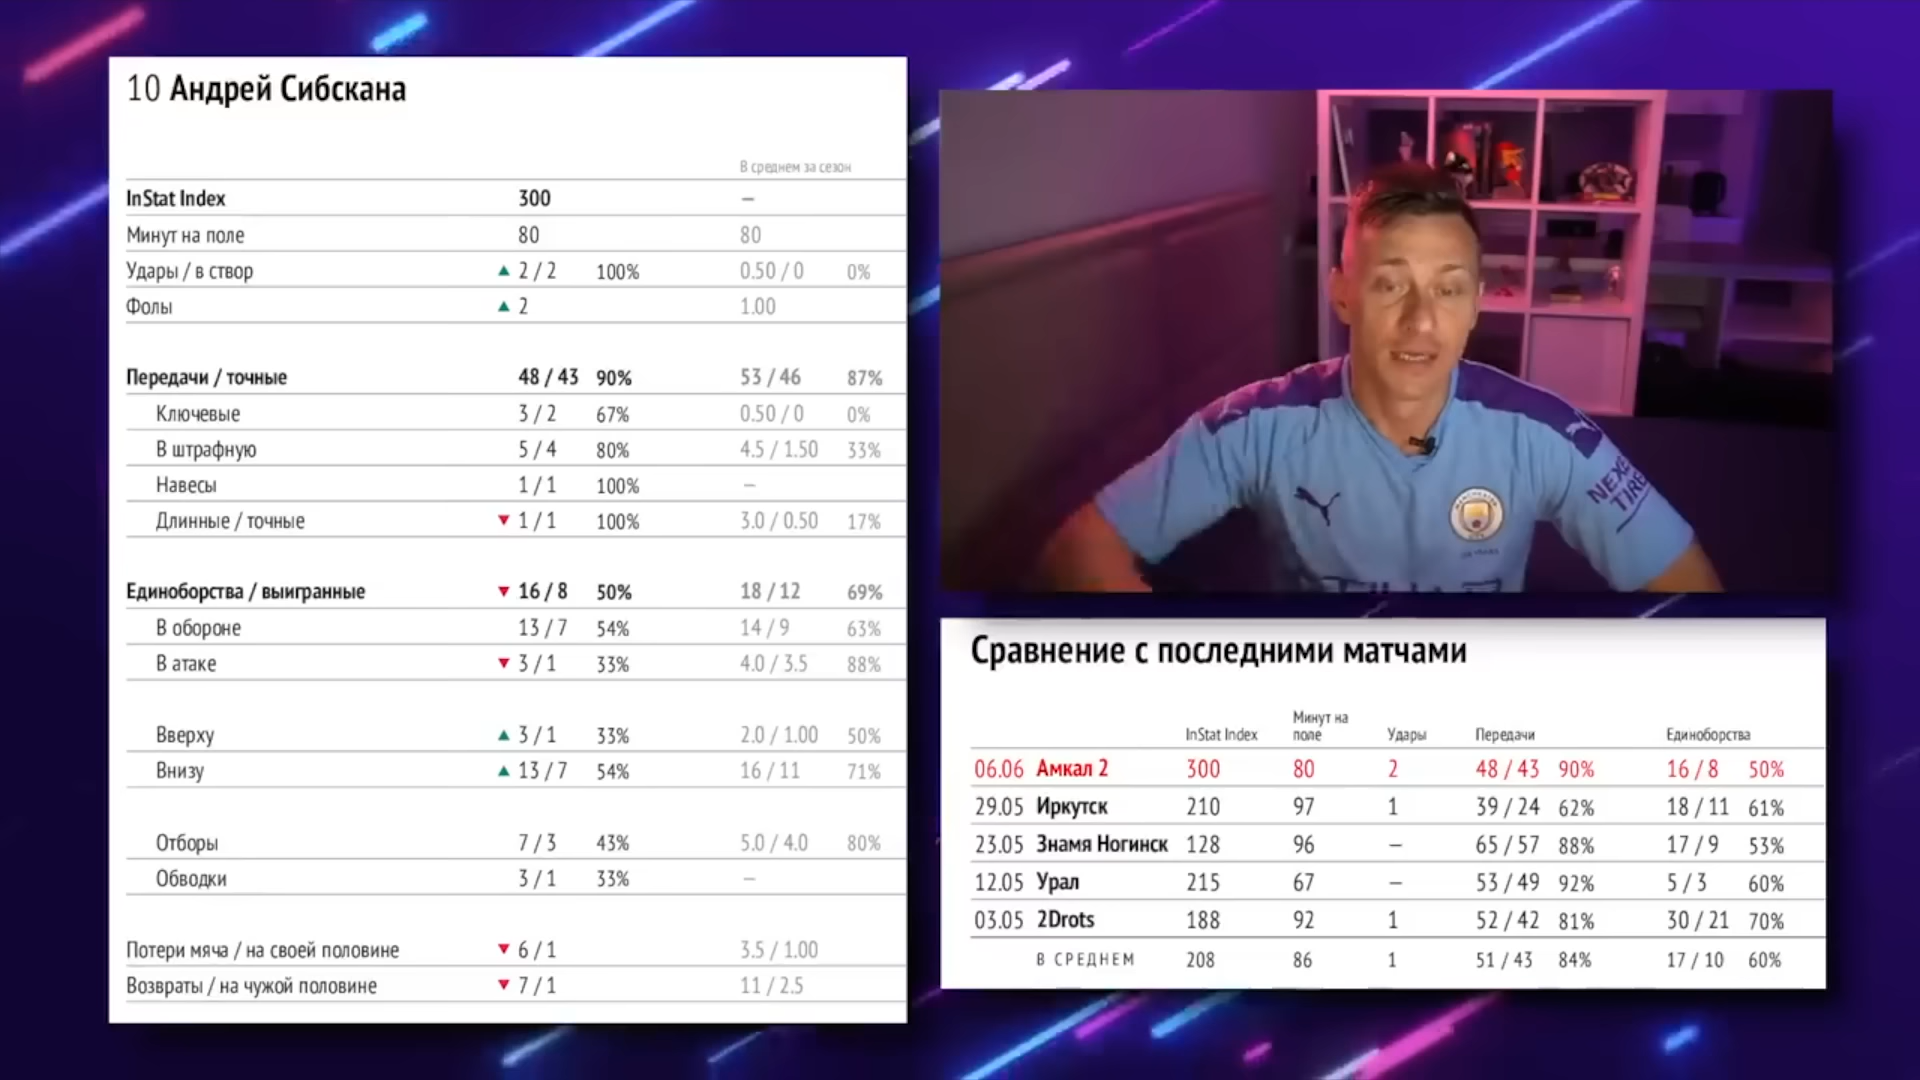 10 Андрей Сибскана
В среднем за сезон
InStat Index 300 –
Минут на поле 80 80
Удары / в створ ▲ 2 / 2 100% 0.50 / 0 0%
Фолы ▲ 2 1.00
Передачи / точные 48 / 43 90% 53 / 46 87%
Ключевые 3 / 2 67% 0.50 / 0 0%
В штрафную 5 / 4 80% 4.5 / 1.50 33%
Навесы 1 / 1 100% –
Длинные / точные ▼ 1 / 1 100% 3.0 / 0.50 17%
Единоборства / выигранные ▼ 16 / 8 50% 18 / 12 69%
В обороне 13 / 7 54% 14 / 9 63%
В атаке ▼ 3 / 1 33% 4.0 / 3.5 88%
Вверху ▲ 3 / 1 33% 2.0 / 1.00 50%
Внизу ▲ 13 / 7 54% 16 / 11 71%
Отборы 7 / 3 43% 5.0 / 4.0 80%
Обводки 3 / 1 33% –
Потери мяча / на своей половине ▼ 6 / 1 3.5 / 1.00
Возвраты / на чужой половине ▼ 7 / 1 11 / 2.5
NEXEN
TIRE
Сравнение с последними матчами
InStat Index Минут на поле Удары Передачи Единоборства
06.06 Амкал 2 300 80 2 48 / 43 90% 16 / 8 50%
29.05 Иркутск 210 97 1 39 / 24 62% 18 / 11 61%
23.05 Знамя Ногинск 128 96 – 65 / 57 88% 17 / 9 53%
12.05 Урал 215 67 – 53 / 49 92% 5 / 3 60%
03.05 2Drots 188 92 1 52 / 42 81% 30 / 21 70%
В СРЕДНЕМ 208 86 1 51 / 43 84% 17 / 10 60%